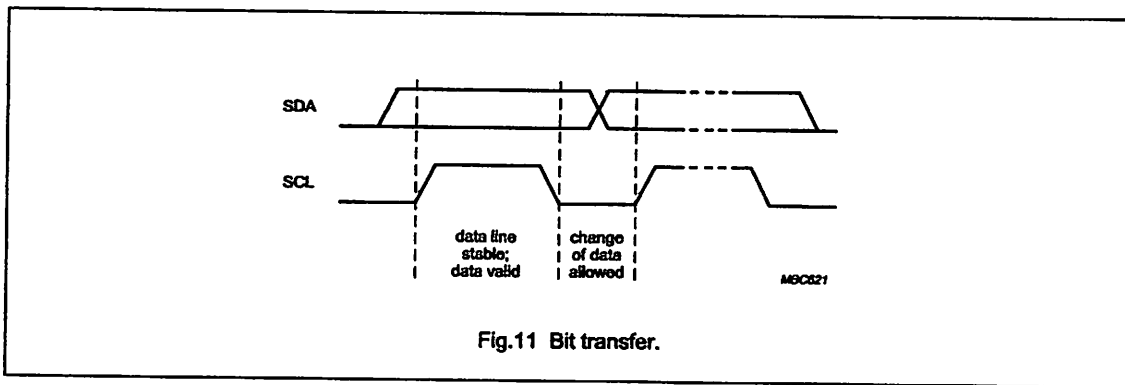 SDA
SCL
data line
stable;
data valid
change
of data
allowed
MBC621
Fig.11 Bit transfer.